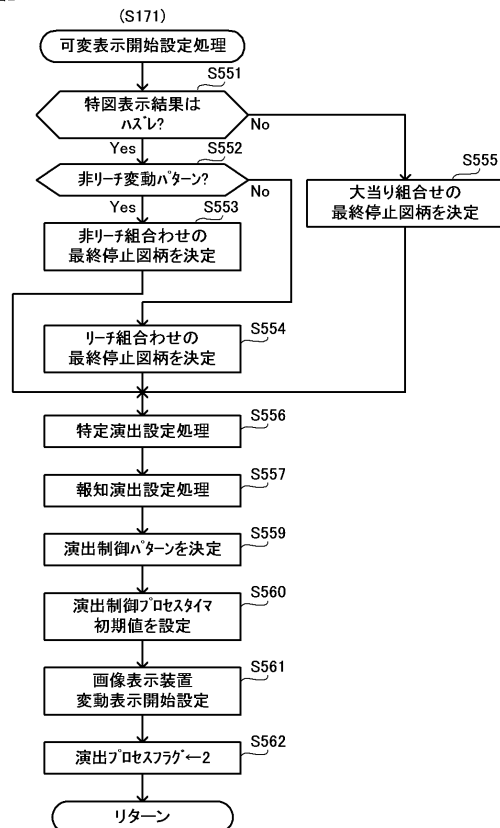 (S171)
可変表示開始設定処理
S551
特図表示結果は
ﾊｽﾞﾚ?
No
Yes
S552
非ﾘｰﾁ変動ﾊﾟﾀｰﾝ?
No
Yes
S553
非ﾘｰﾁ組合わせの
最終停止図柄を決定
S555
大当り組合せの
最終停止図柄を決定
S554
ﾘｰﾁ組合わせの
最終停止図柄を決定
S556
特定演出設定処理
S557
報知演出設定処理
S559
演出制御ﾊﾟﾀｰﾝを決定
S560
演出制御ﾌﾟﾛｾｽﾀｲﾏ
初期値を設定
S561
画像表示装置
変動表示開始設定
S562
演出ﾌﾟﾛｾｽﾌﾗｸﾞ←2
リターン